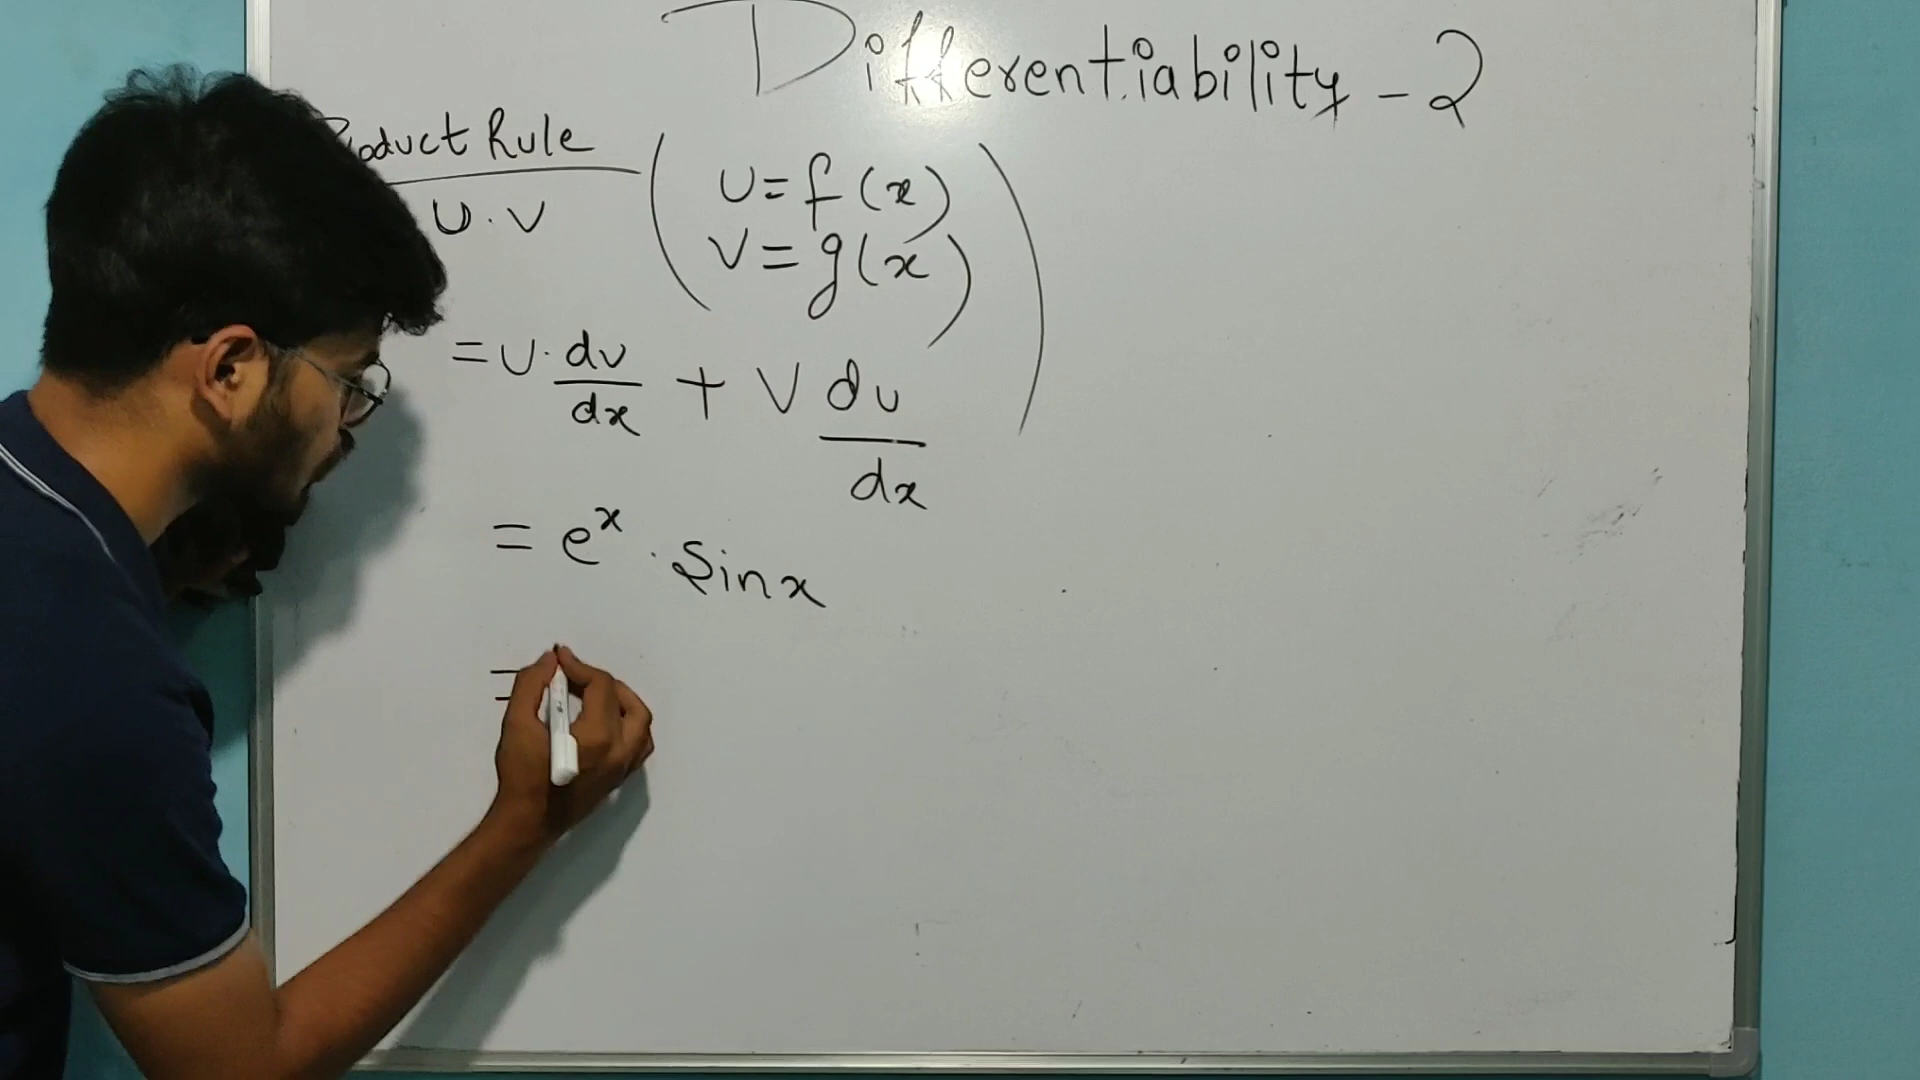 Differentiability - 2
Product Rule
U . V
( U = f(x)
V = g(x) )
= U . dv/dx + V du/dx
= e^x . Sinx
=